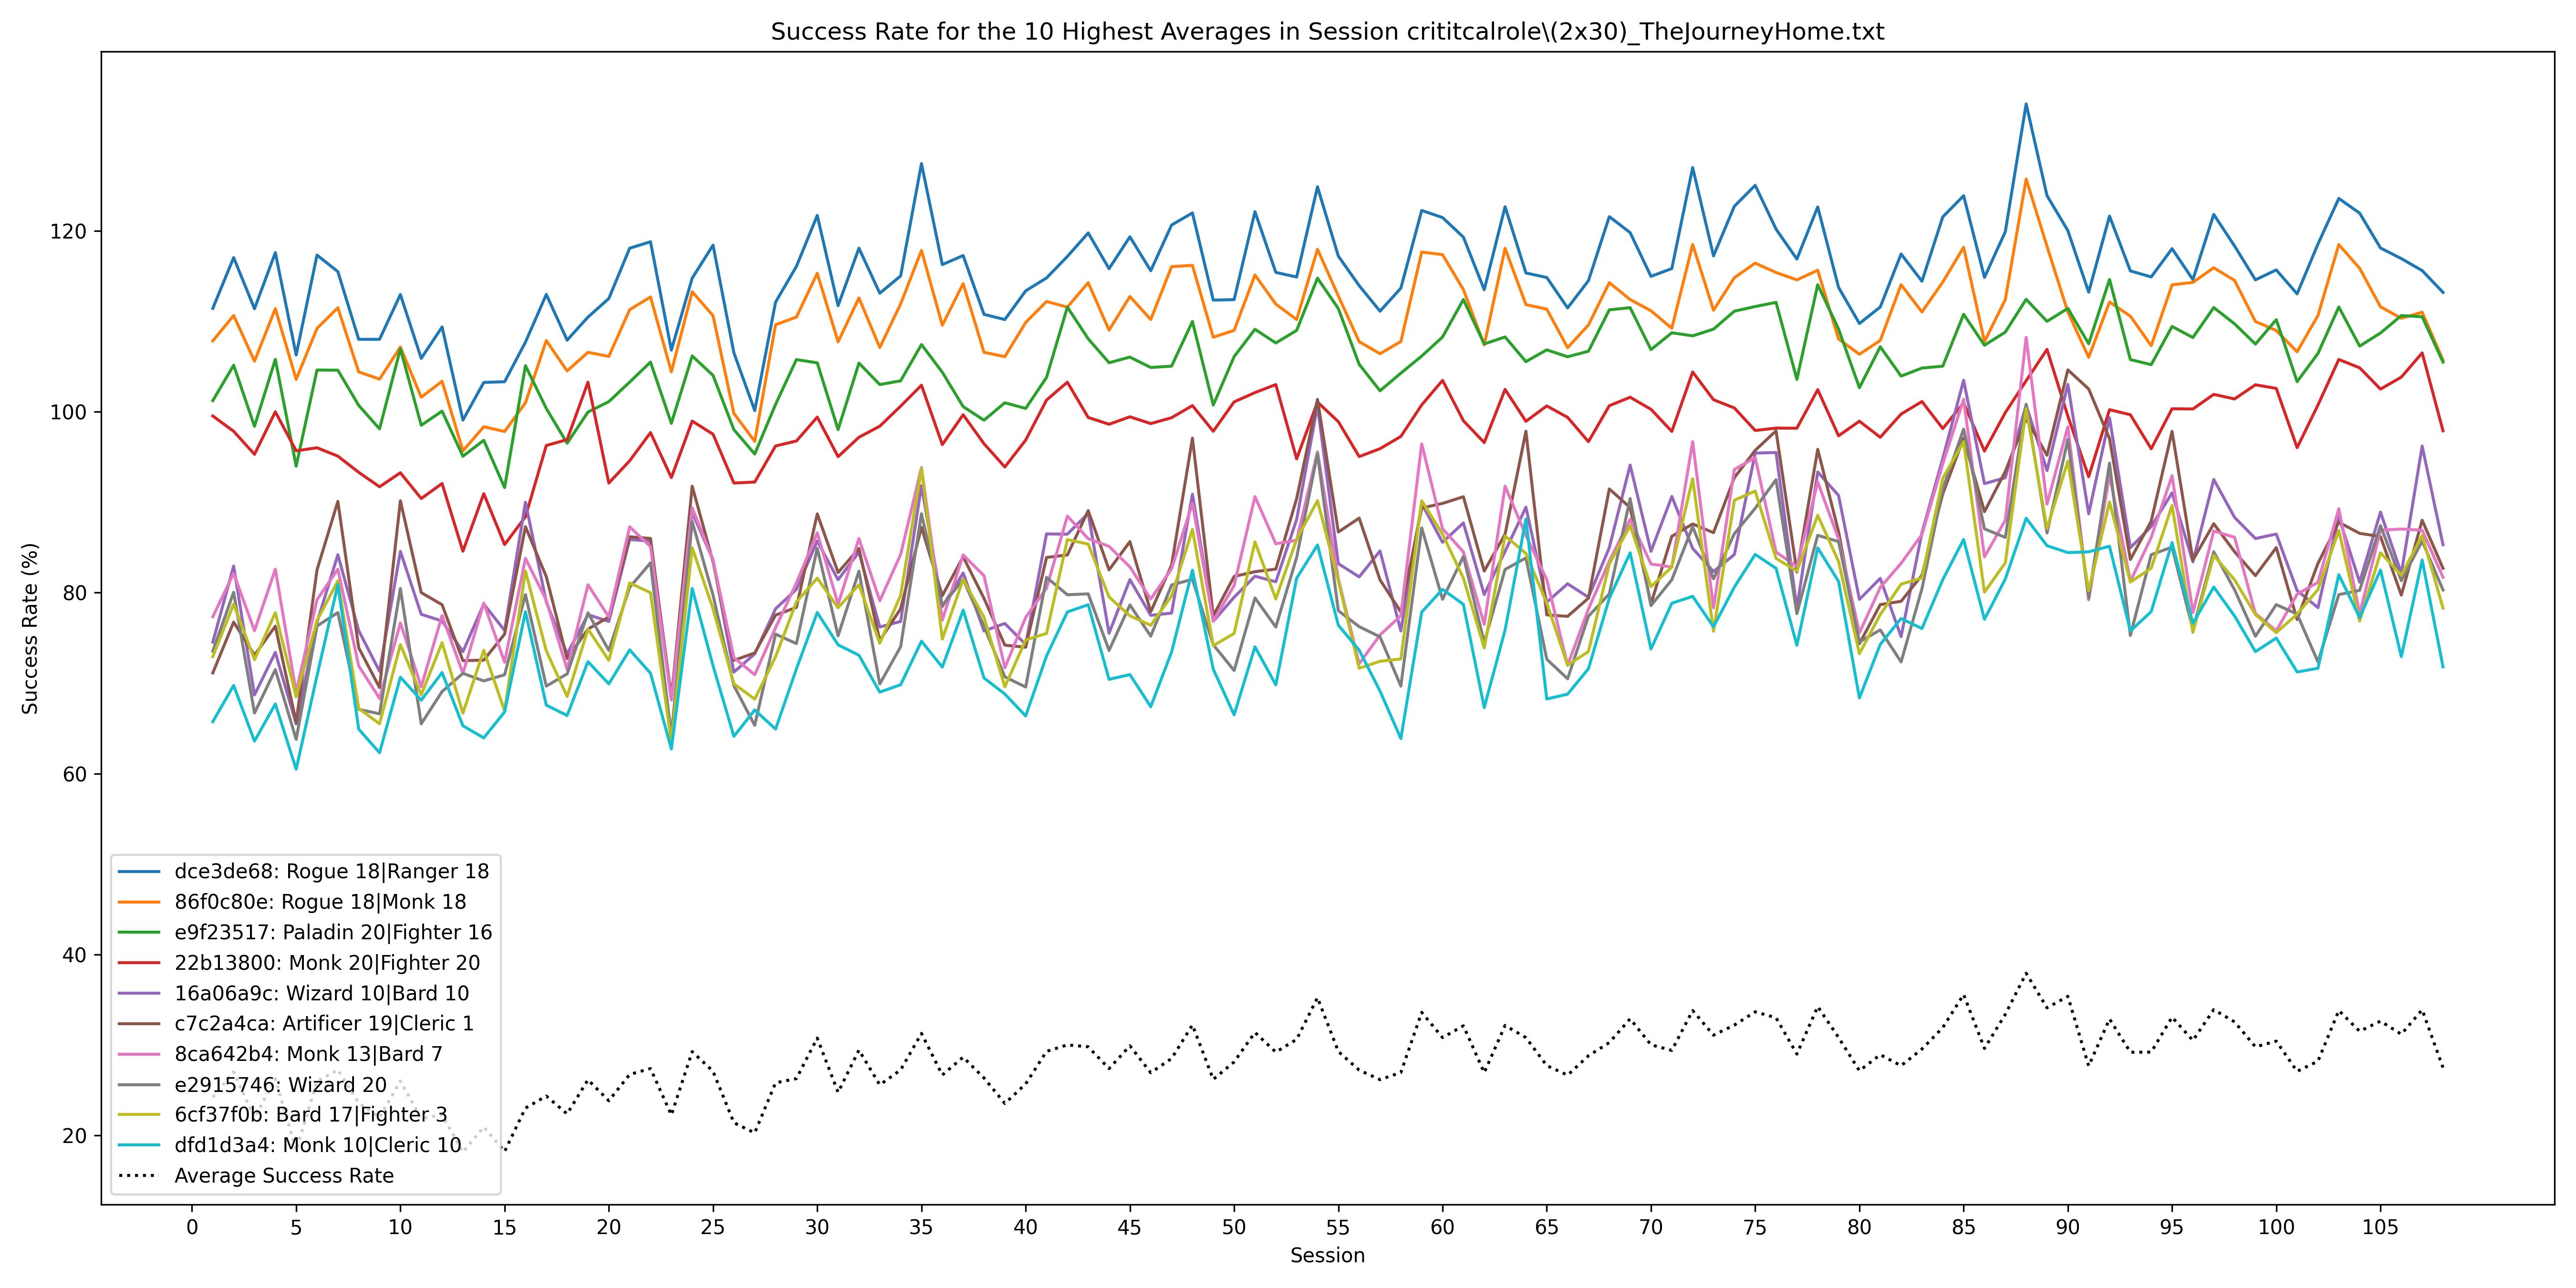 Success Rate for the 10 Highest Averages in Session crititcalrole\(2x30)_TheJourneyHome.txt
Success Rate (%)
120
100
80
60
40
20
dce3de68: Rogue 18|Ranger 18
86f0c80e: Rogue 18|Monk 18
e9f23517: Paladin 20|Fighter 16
22b13800: Monk 20|Fighter 20
16a06a9c: Wizard 10|Bard 10
c7c2a4ca: Artificer 19|Cleric 1
8ca642b4: Monk 13|Bard 7
e2915746: Wizard 20
6cf37f0b: Bard 17|Fighter 3
dfd1d3a4: Monk 10|Cleric 10
Average Success Rate
0 5 10 15 20 25 30 35 40 45 50 55 60 65 70 75 80 85 90 95 100 105
Session